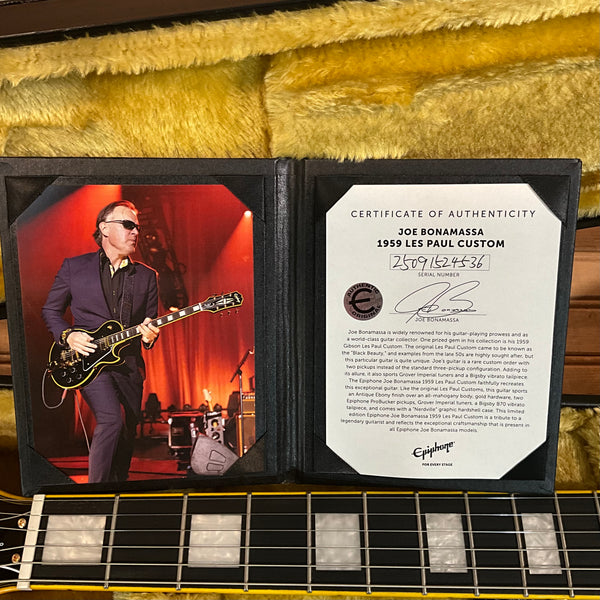 CERTIFICATE OF AUTHENTICITY
JOE BONAMASSA
1959 LES PAUL CUSTOM
25091524536
SERIAL NUMBER
AUTHENTIC
E
ORIGINAL
JOE BONAMASSA
Joe Bonamassa is widely renowned for his guitar-playing prowess and as
a world-class guitar collector. One prized gem in his collection is his 1959
Gibson Les Paul Custom. The original Les Paul Custom came to be known as
the "Black Beauty," and examples from the late 50s are highly sought after, but
this particular guitar is quite unique. Joe's guitar is a rare custom order with
two pickups instead of the standard three-pickup configuration. Adding to
its allure, it also sports Grover Imperial tuners and a Bigsby vibrato tailpiece.
The Epiphone Joe Bonamassa 1959 Les Paul Custom faithfully recreates
this exceptional guitar. Like the original Les Paul Custom, this guitar sports
an Antique Ebony finish over an all-mahogany body, gold hardware, two
Epiphone ProBucker pickups, Grover Imperial tuners, a Bigsby B70 vibrato
tailpiece, and comes with a "Nerdville" graphic hardshell case. This limited
edition Epiphone Joe Bonamassa 1959 Les Paul Custom is a tribute to a
legendary guitarist and reflects the exceptional craftsmanship that is present in
all Epiphone Joe Bonamassa models.
Epiphone
FOR EVERY STAGE